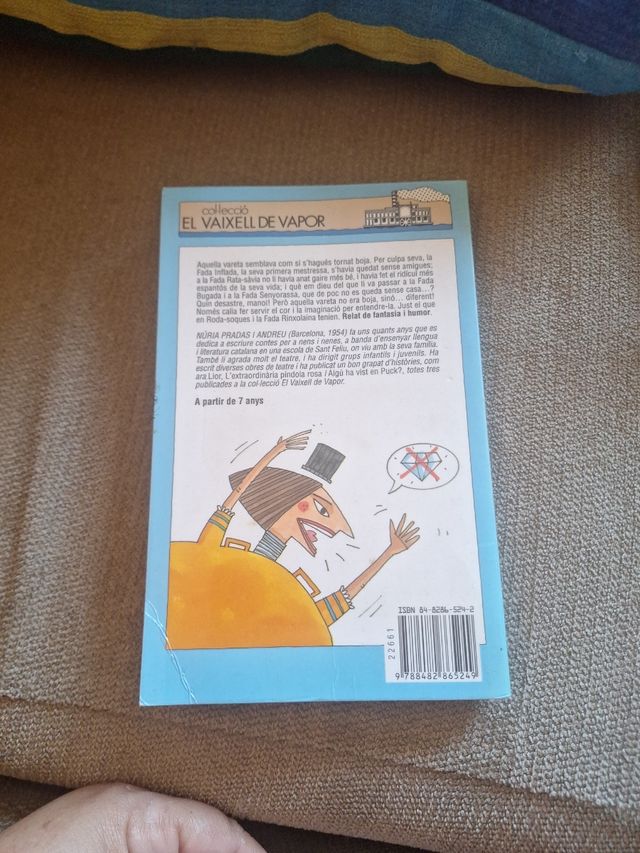 col·lecció
EL VAIXELL DE VAPOR
Aquella vareta semblava com si s'hagués tornat boja. Per culpa seva, la
Fada Inflada, la seva primera mestressa, s'havia quedat sense amigues;
a la Fada Rata-sàvia no li havia anat gaire més bé, i havia fet el ridícul més
espantós de la seva vida; i què em dieu del que li va passar a la Fada
Bugada i a la Fada Senyorassa, que de poc no es queda sense casa...?
Quin desastre, manoi! Però aquella vareta no era boja, sinó... diferent!
Només calia fer servir el cor i la imaginació per entendre-la. Just el que
en Roda-soques i la Fada Rinxolaina tenien. Relat de fantasia i humor.
NÚRIA PRADAS I ANDREU (Barcelona, 1954) fa uns quants anys que es
dedica a escriure contes per a nens i nenes, a banda d'ensenyar llengua
i literatura catalana en una escola de Sant Feliu, on viu amb la seva família.
També li agrada molt el teatre, i ha dirigit grups infantils i juvenils. Ha
escrit diverses obres de teatre i ha publicat un bon grapat d'històries, com
ara Lior, L'extraordinària píndola rosa i Algú ha vist en Puck?, totes tres
publicades a la col·lecció El Vaixell de Vapor.
A partir de 7 anys
ISBN 84-8286-524-2
22661
9 788482 865249